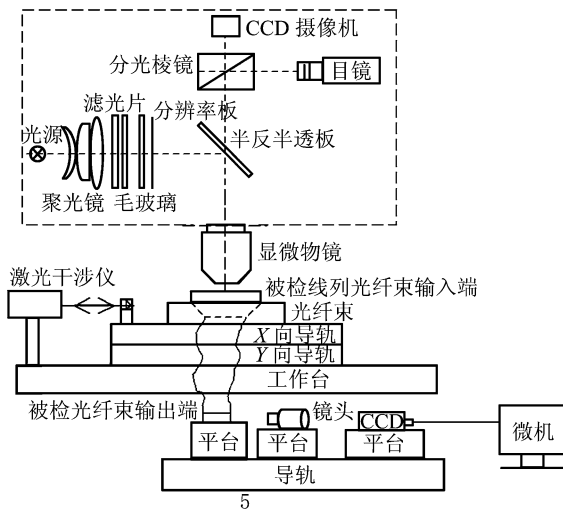 CCD 摄像机
分光棱镜
目镜
滤光片
分辨率板
光源
半反半透板
聚光镜
毛玻璃
显微物镜
激光干涉仪
被检线列光纤束输入端
光纤束
X 向导轨
Y 向导轨
工作台
被检光纤束输出端
镜头
CCD
平台
平台
平台
微机
导轨
5